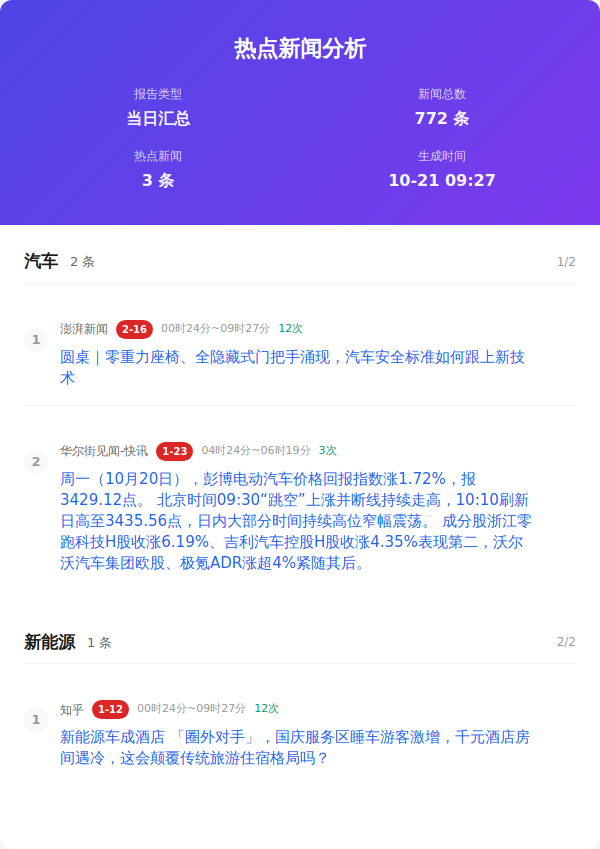 热点新闻分析
报告类型
新闻总数
当日汇总
772 条
热点新闻
生成时间
3 条
10-21 09:27
汽车 2 条 1/2
1
澎湃新闻 2-16 00时24分~09时27分 12次
圆桌｜零重力座椅、全隐藏式门把手涌现，汽车安全标准如何跟上新技
术
2
华尔街见闻-快讯 1-23 04时24分~06时19分 3次
周一（10月20日），彭博电动汽车价格回报指数涨1.72%，报
3429.12点。 北京时间09:30“跳空”上涨并断线持续走高，10:10刷新
日高至3435.56点，日内大部分时间持续高位窄幅震荡。 成分股浙江零
跑科技H股收涨6.19%、吉利汽车控股H股收涨4.35%表现第二，沃尔
沃汽车集团欧股、极氪ADR涨超4%紧随其后。
新能源 1 条 2/2
1
知乎 1-12 00时24分~09时27分 12次
新能源车成酒店 「圈外对手」，国庆服务区睡车游客激增，千元酒店房
间遇冷，这会颠覆传统旅游住宿格局吗？